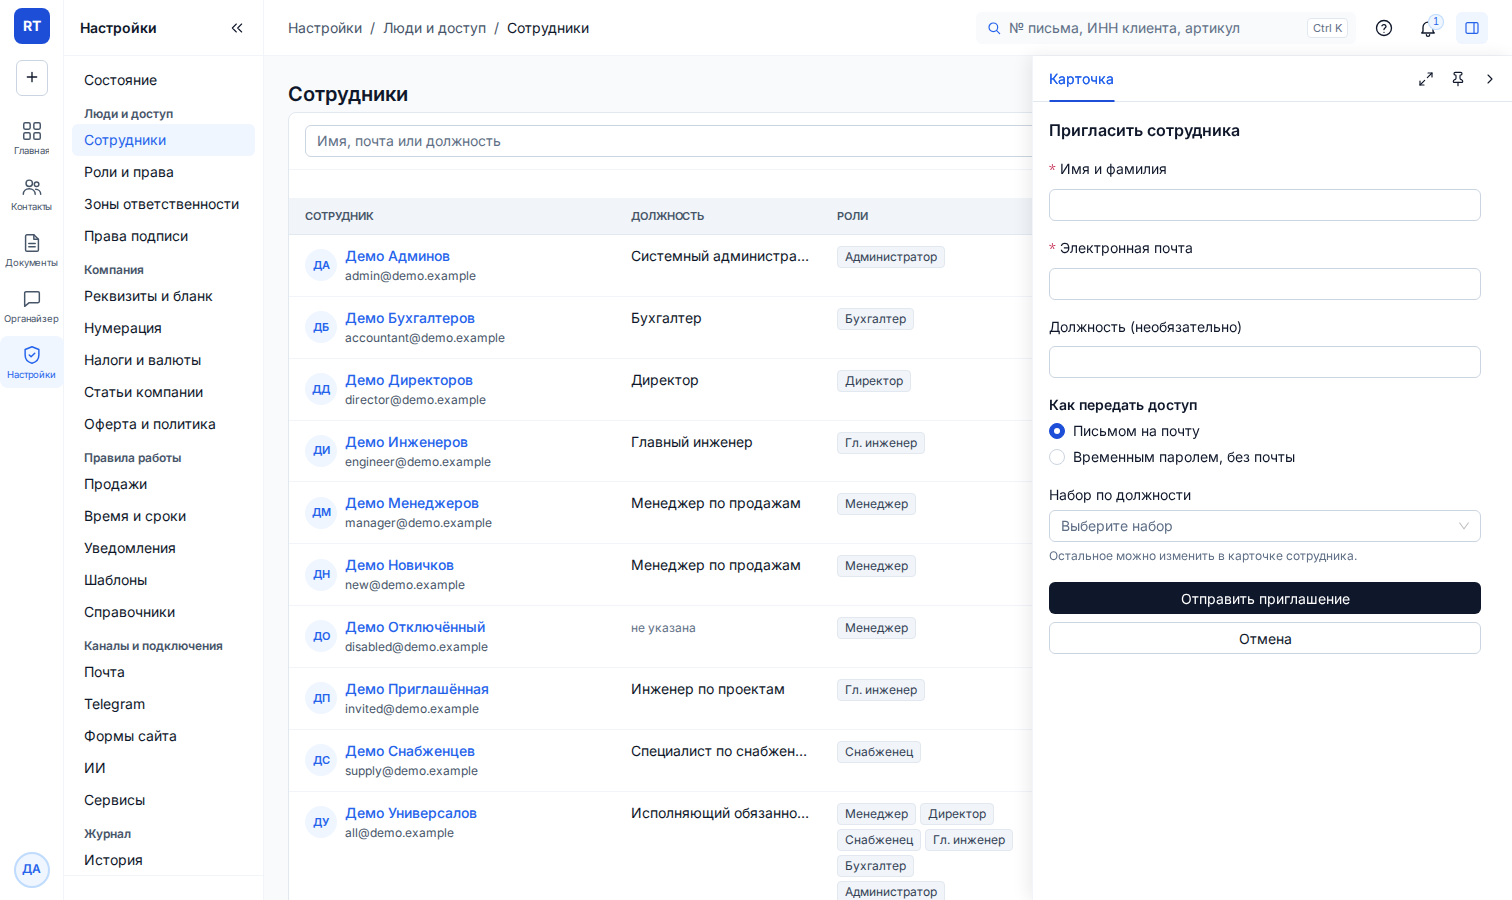 RT
Главная
Контакты
Документы
Органайзер
Настройки
ДА
Настройки
Состояние
Люди и доступ
Сотрудники
Роли и права
Зоны ответственности
Права подписи
Компания
Реквизиты и бланк
Нумерация
Налоги и валюты
Статьи компании
Оферта и политика
Правила работы
Продажи
Время и сроки
Уведомления
Шаблоны
Справочники
Каналы и подключения
Почта
Telegram
Формы сайта
ИИ
Сервисы
Журнал
История
Настройки / Люди и доступ / Сотрудники
№ письма, ИНН клиента, артикул Ctrl K
1
Сотрудники
Имя, почта или должность
СОТРУДНИК ДОЛЖНОСТЬ РОЛИ
ДА Демо Админов Системный администра... Администратор
admin@demo.example
ДБ Демо Бухгалтеров Бухгалтер Бухгалтер
accountant@demo.example
ДД Демо Директоров Директор Директор
director@demo.example
ДИ Демо Инженеров Главный инженер Гл. инженер
engineer@demo.example
ДМ Демо Менеджеров Менеджер по продажам Менеджер
manager@demo.example
ДН Демо Новичков Менеджер по продажам Менеджер
new@demo.example
ДО Демо Отключённый не указана Менеджер
disabled@demo.example
ДП Демо Приглашённая Инженер по проектам Гл. инженер
invited@demo.example
ДС Демо Снабженцев Специалист по снабжен... Снабженец
supply@demo.example
ДУ Демо Универсалов Исполняющий обязанно... Менеджер Директор
all@demo.example
Снабженец Гл. инженер
Бухгалтер
Администратор
Карточка
Пригласить сотрудника
* Имя и фамилия
* Электронная почта
Должность (необязательно)
Как передать доступ
Письмом на почту
Временным паролем, без почты
Набор по должности
Выберите набор
Остальное можно изменить в карточке сотрудника.
Отправить приглашение
Отмена